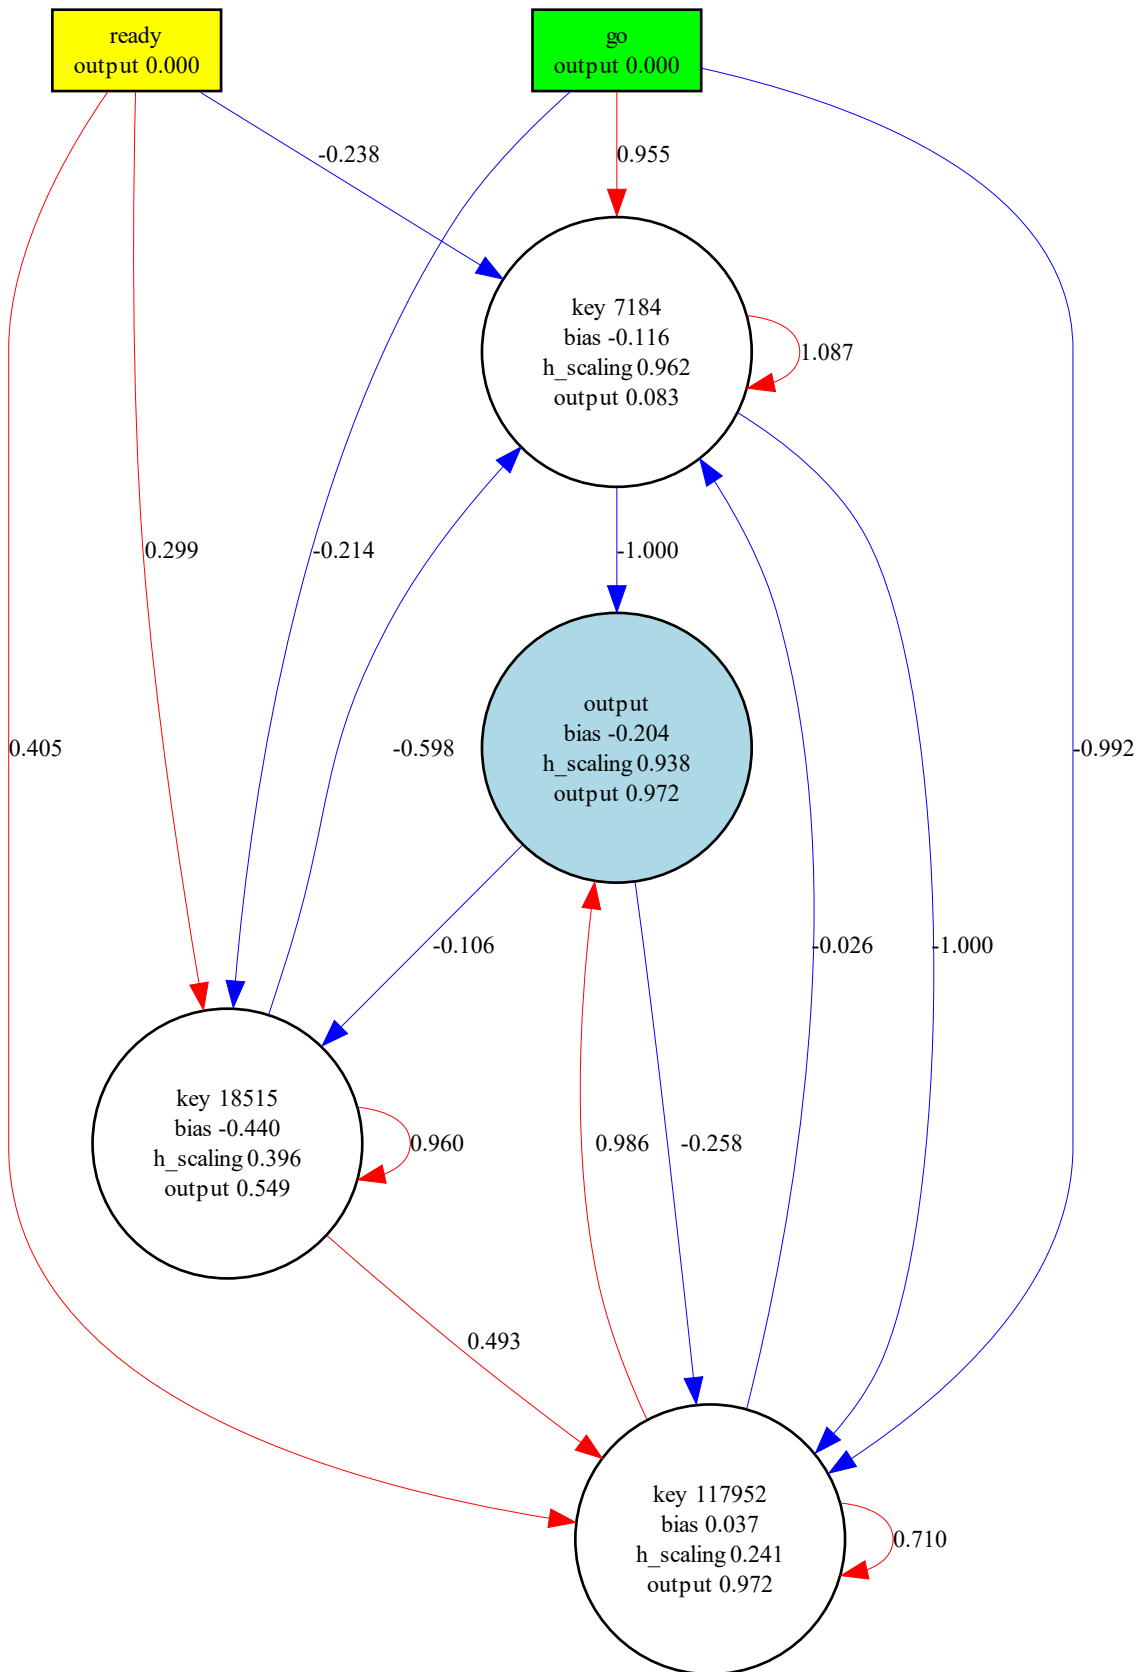 ready
output 0.000
go
output 0.000
-0.238
0.955
key 7184
bias -0.116
h_scaling 0.962
output 0.083
1.087
0.299
-0.214
-1.000
output
bias -0.204
h_scaling 0.938
output 0.972
0.405
-0.598
-0.992
-0.106
-0.026
-1.000
key 18515
bias -0.440
h_scaling 0.396
output 0.549
0.960
0.986
-0.258
0.493
key 117952
bias 0.037
h_scaling 0.241
output 0.972
0.710